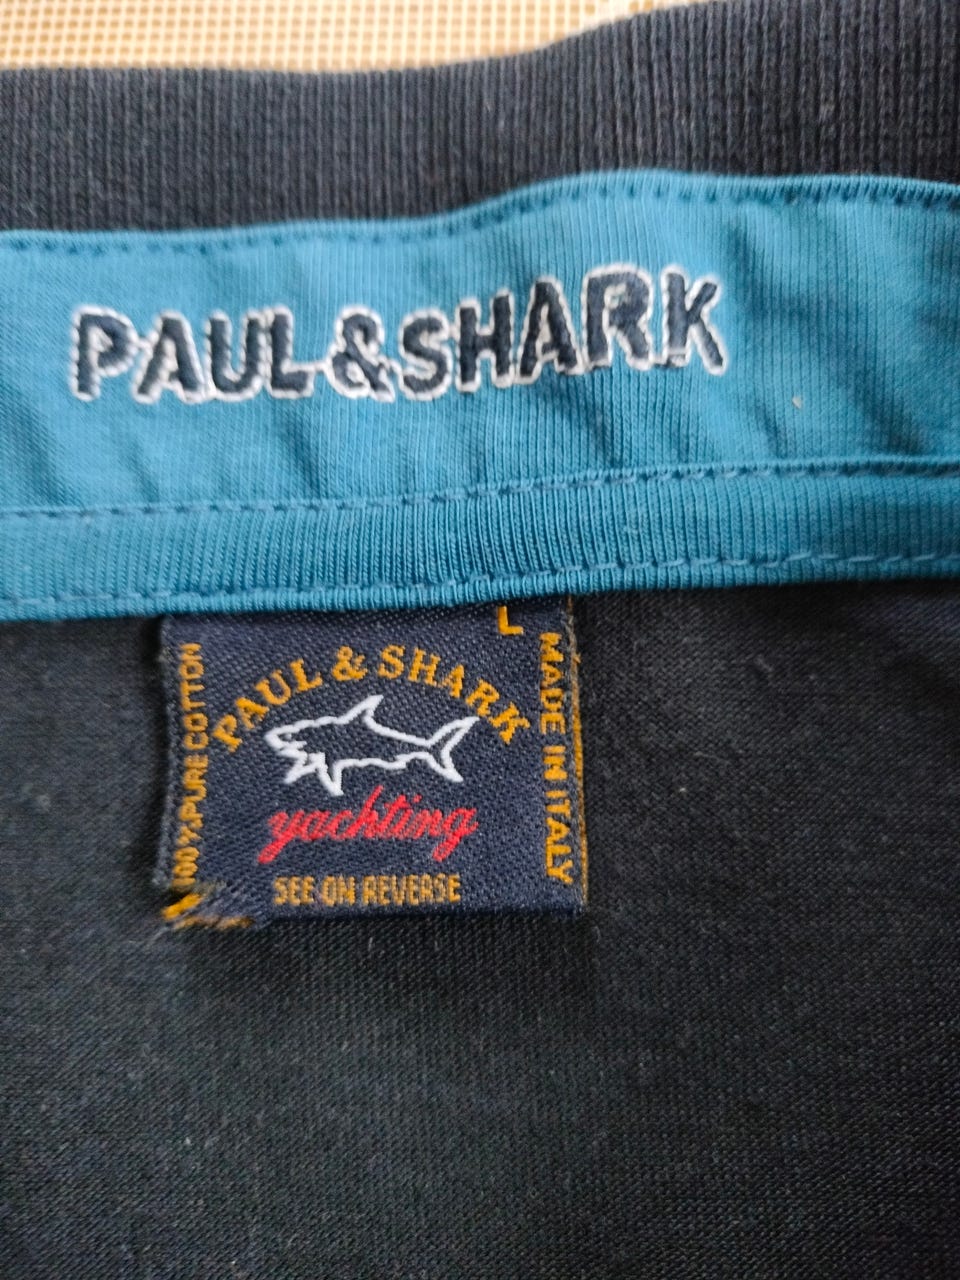 PAUL&SHARK
L
PAUL & SHARK
yachting
SEE ON REVERSE
100% PURE COTTON
MADE IN ITALY